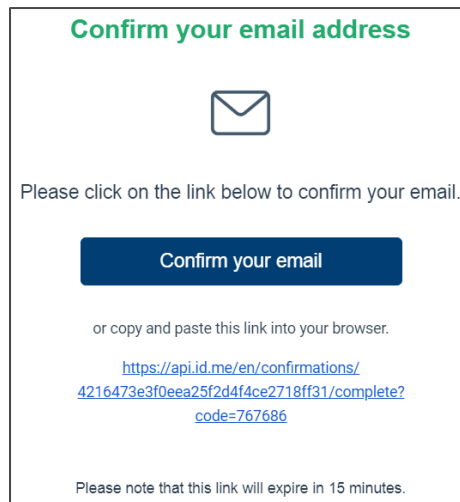 Confirm your email address
Please click on the link below to confirm your email.
Confirm your email
or copy and paste this link into your browser.
https://api.id.me/en/confirmations/
4216473e3f0eea25f2d4f4ce2718ff31/complete?
code=767686
Please note that this link will expire in 15 minutes.